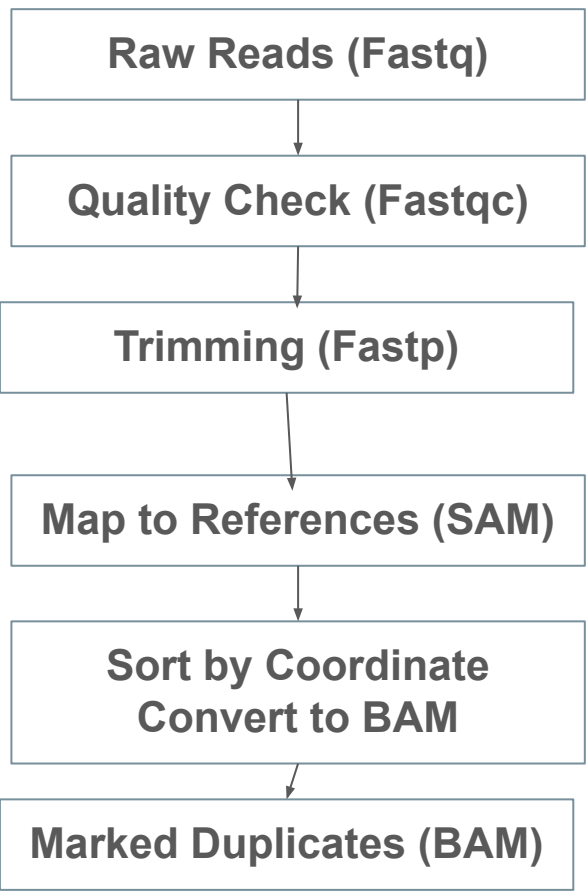 Raw Reads (Fastq)
Quality Check (Fastqc)
Trimming (Fastp)
Map to References (SAM)
Sort by Coordinate
Convert to BAM
Marked Duplicates (BAM)